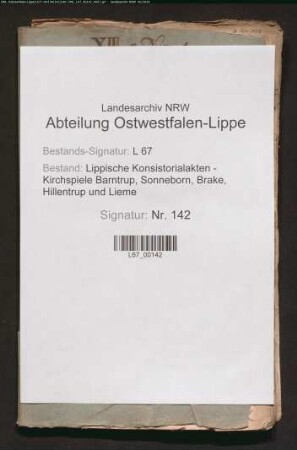 Landesarchiv NRW
Abteilung Ostwestfalen-Lippe
Bestands-Signatur: L 67
Bestand: Lippische Konsistorialakten -
Kirchspiele Barntrup, Sonneborn, Brake,
Hillentrup und Lieme
Signatur: Nr. 142
L67_00142